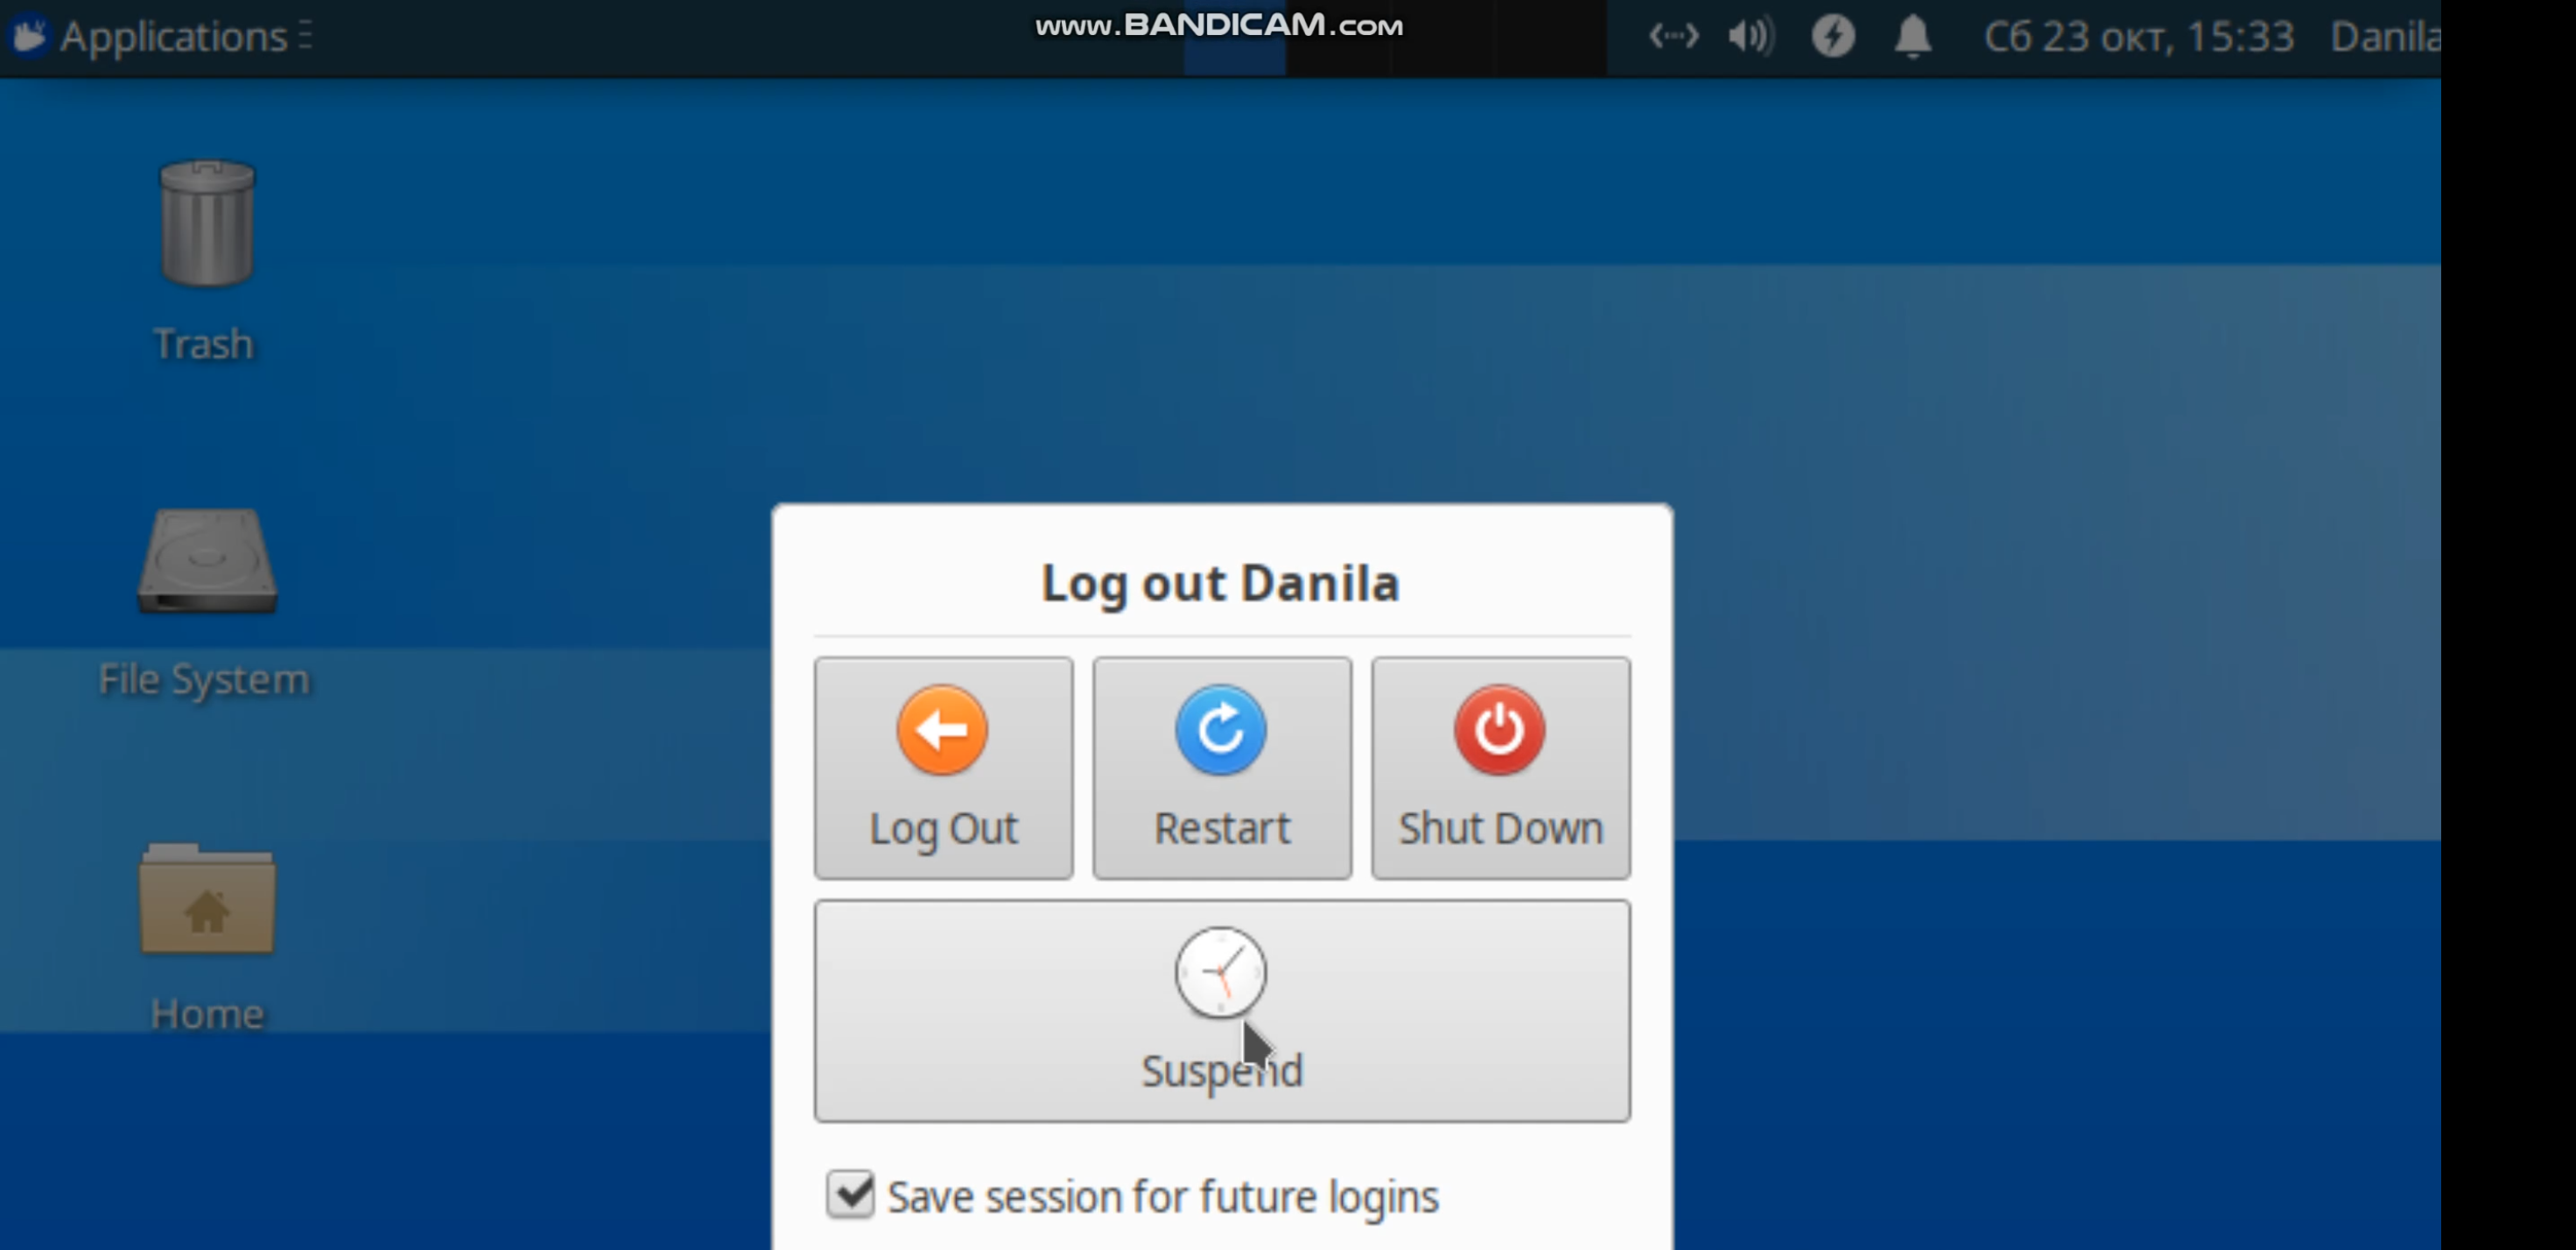 Applications
www.BANDICAM.com
Сб 23 окт, 15:33
Danila
Trash
File System
Home
Log out Danila
Log Out
Restart
Shut Down
Suspend
Save session for future logins